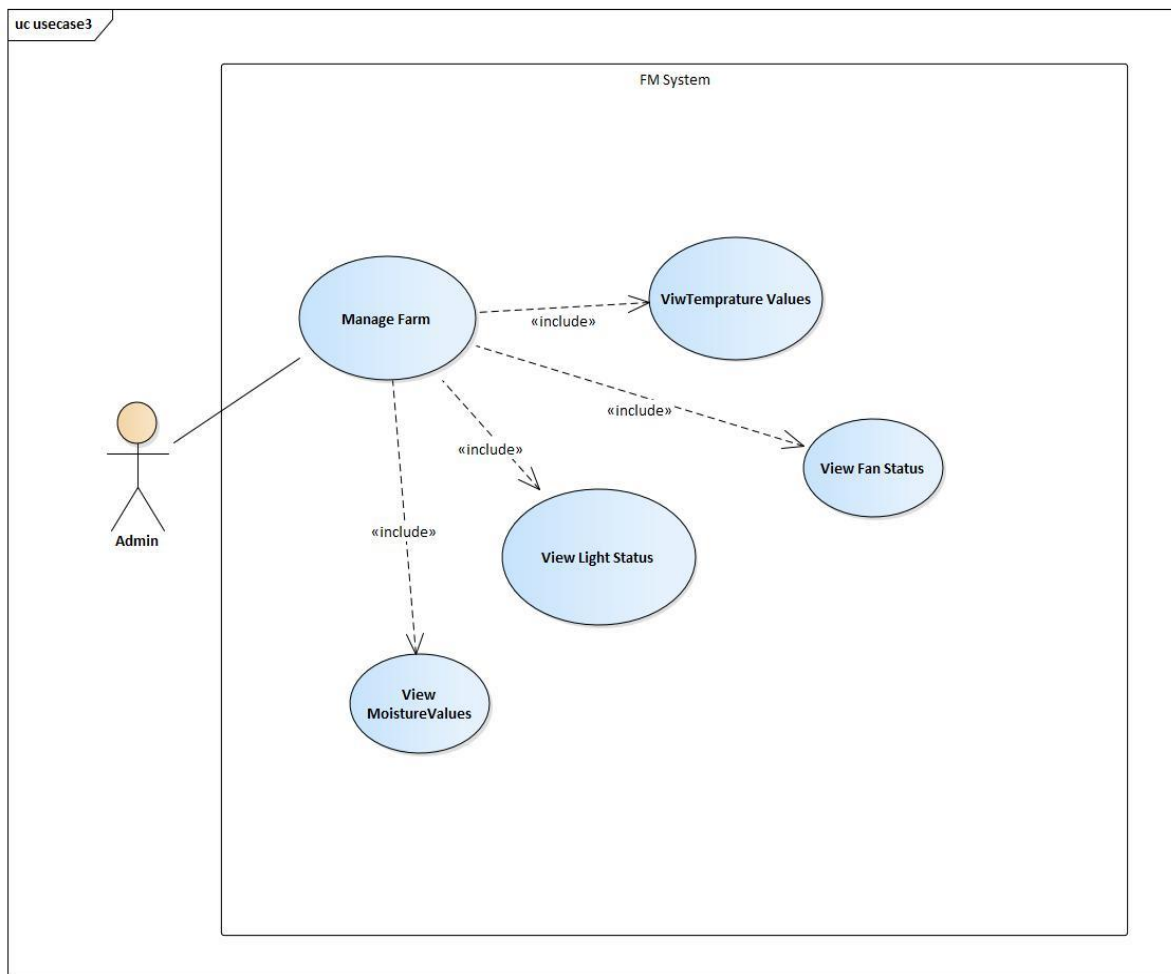 uc usecase3
FM System
ViwTemprature Values
Manage Farm
«include»
«include»
«include»
View Fan Status
«include»
Admin
View Light Status
View
MoistureValues